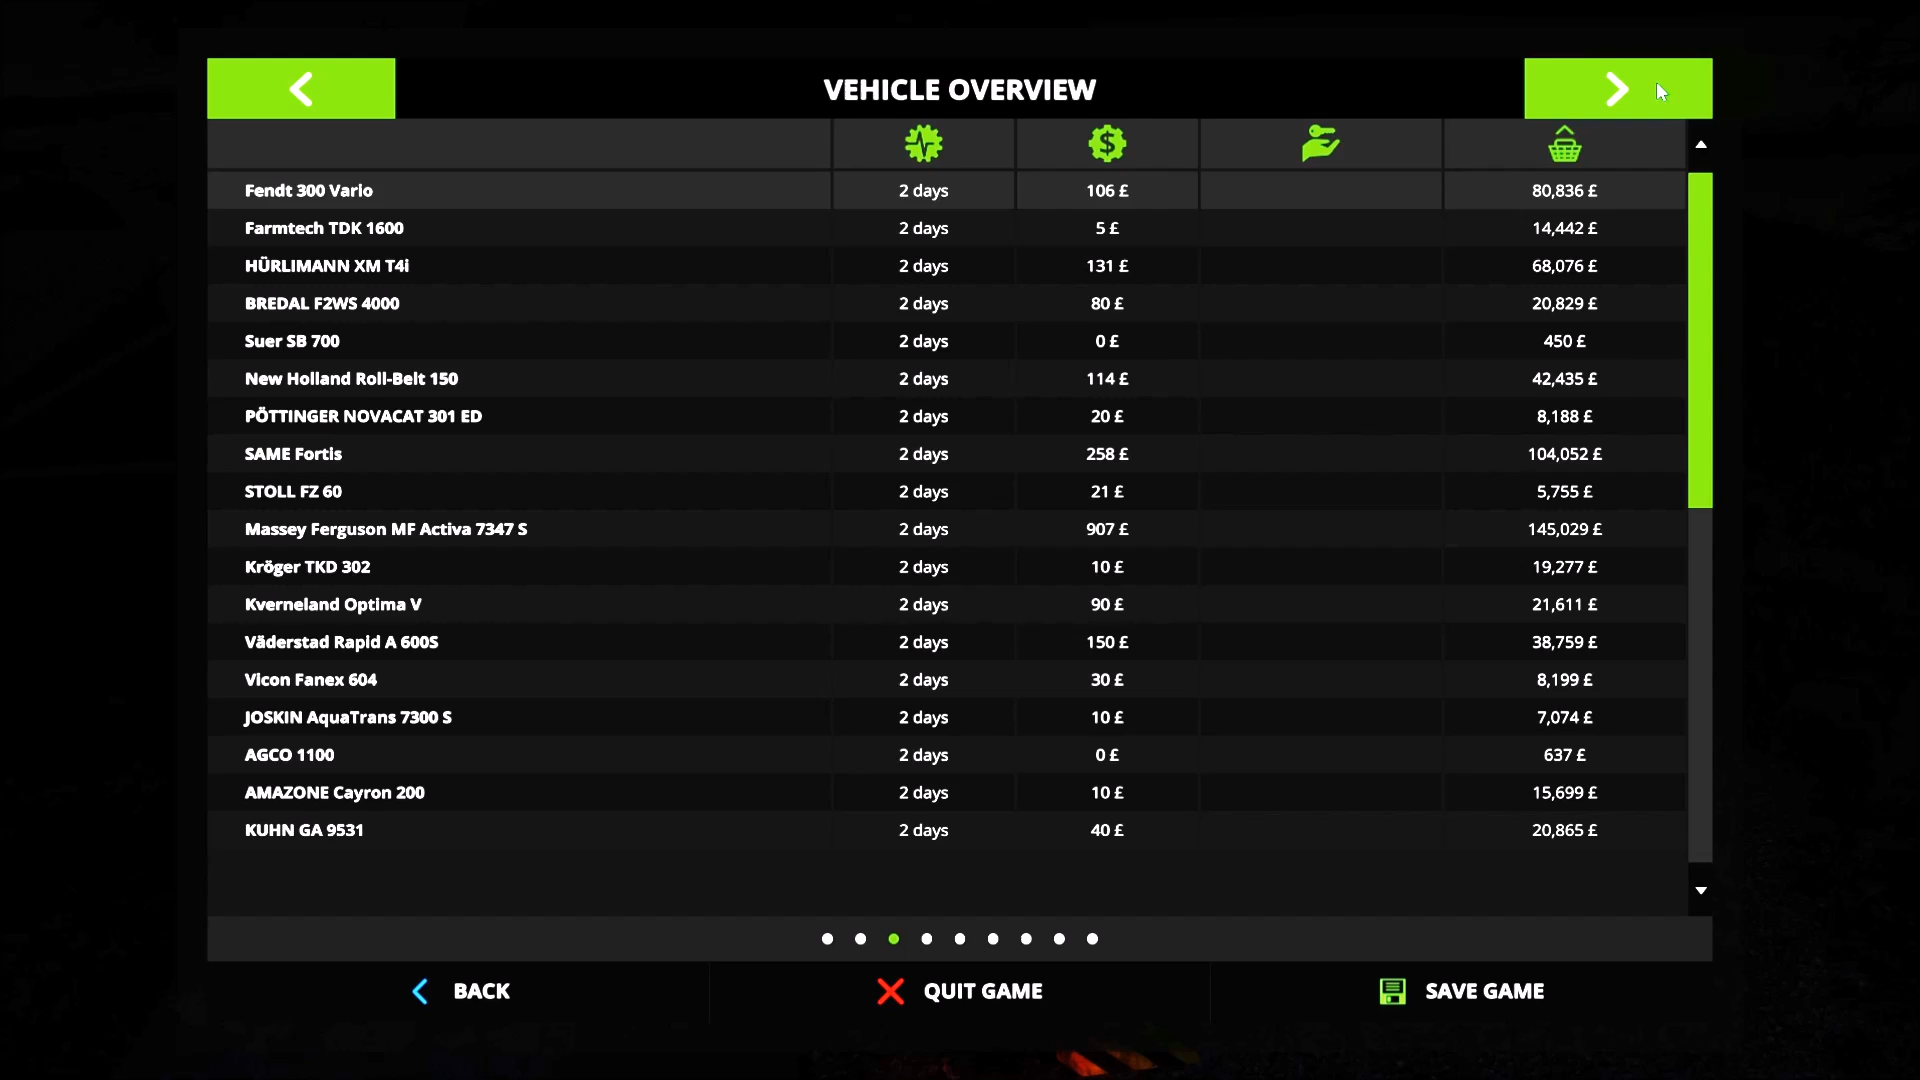 VEHICLE OVERVIEW
Fendt 300 Vario 2 days 106 £ 80,836 £
Farmtech TDK 1600 2 days 5 £ 14,442 £
HÜRLIMANN XM T4i 2 days 131 £ 68,076 £
BREDAL F2WS 4000 2 days 80 £ 20,829 £
Suer SB 700 2 days 0 £ 450 £
New Holland Roll-Belt 150 2 days 114 £ 42,435 £
PÖTTINGER NOVACAT 301 ED 2 days 20 £ 8,188 £
SAME Fortis 2 days 258 £ 104,052 £
STOLL FZ 60 2 days 21 £ 5,755 £
Massey Ferguson MF Activa 7347 S 2 days 907 £ 145,029 £
Kröger TKD 302 2 days 10 £ 19,277 £
Kverneland Optima V 2 days 90 £ 21,611 £
Väderstad Rapid A 600S 2 days 150 £ 38,759 £
Vicon Fanex 604 2 days 30 £ 8,199 £
JOSKIN AquaTrans 7300 S 2 days 10 £ 7,074 £
AGCO 1100 2 days 0 £ 637 £
AMAZONE Cayron 200 2 days 10 £ 15,699 £
KUHN GA 9531 2 days 40 £ 20,865 £
BACK QUIT GAME SAVE GAME